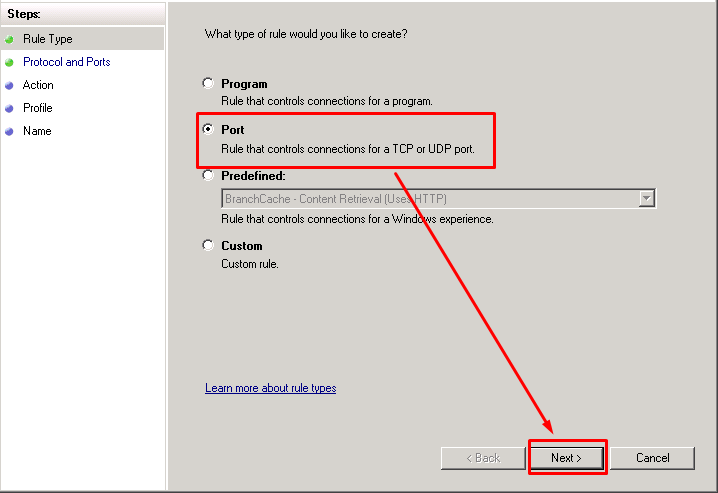 Steps:
Rule Type
Protocol and Ports
Action
Profile
Name
What type of rule would you like to create?
Program
Rule that controls connections for a program.
Port
Rule that controls connections for a TCP or UDP port.
Predefined:
BranchCache - Content Retrieval (Uses HTTP)
Rule that controls connections for a Windows experience.
Custom
Custom rule.
Learn more about rule types
< Back
Next >
Cancel